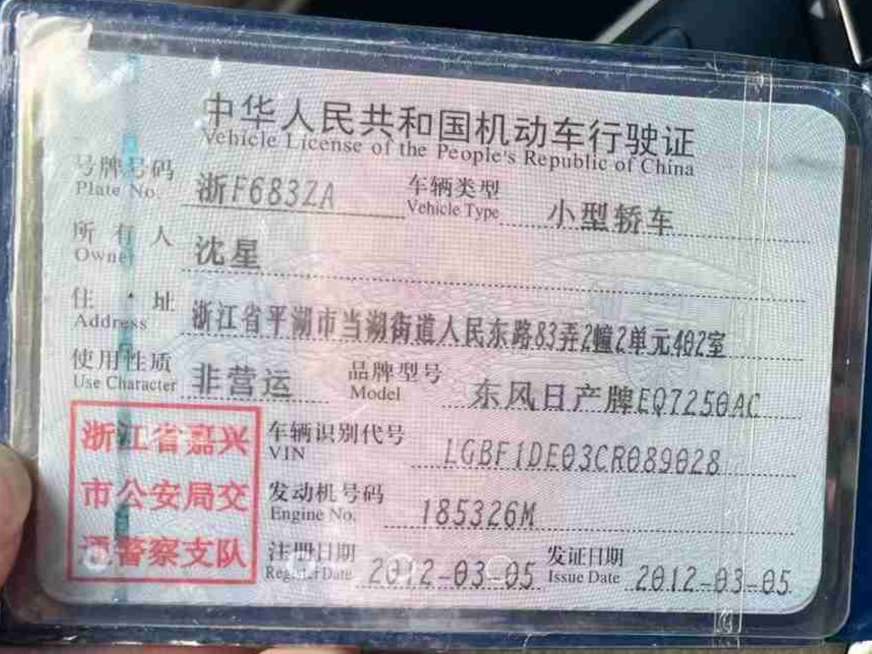 中华人民共和国机动车行驶证
Vehicle License of the People's Republic of China
号牌号码 浙F683ZA 车辆类型 小型轿车
Plate No. Vehicle Type
所有人 沈星
Owner
住址 浙江省平湖市当湖街道人民东路83弄2幢2单元402室
Address
使用性质 非营运 品牌型号 东风日产牌EQ7250AC
Use Character Model
浙江省嘉兴
市公安局交
通警察支队
车辆识别代号 LGBF1DE03CR089028
VIN
发动机号码 185326M
Engine No.
注册日期 2012-03-05 发证日期 2012-03-05
Register Date Issue Date